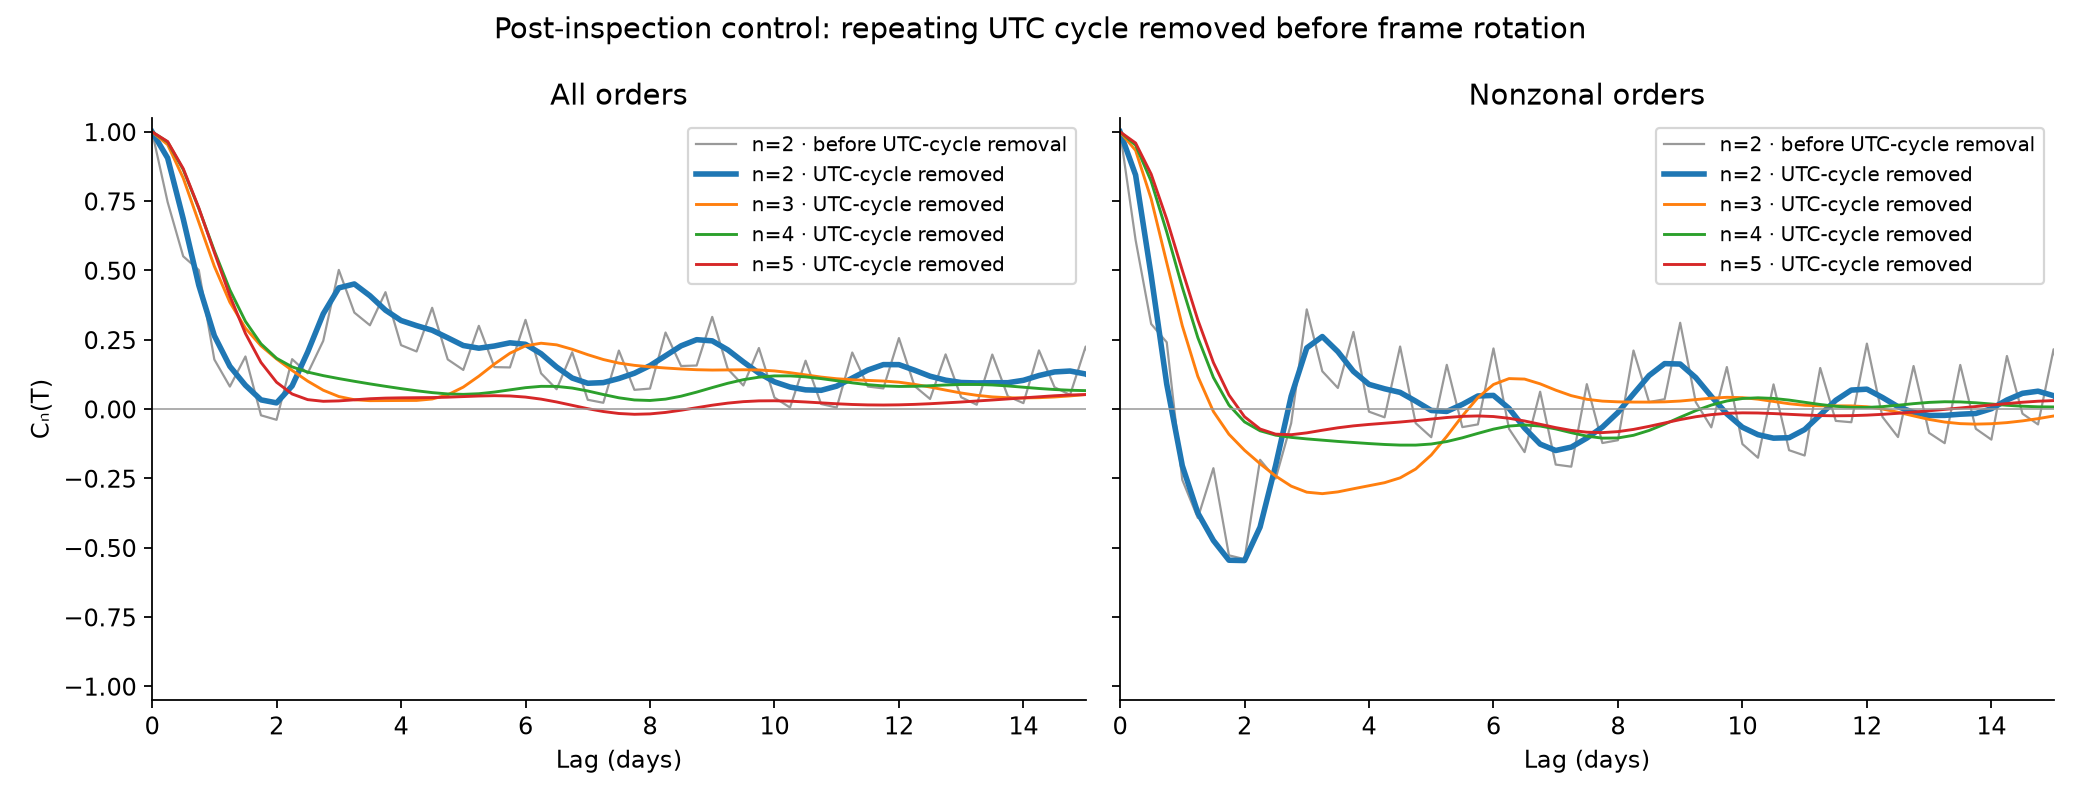 Post-inspection control: repeating UTC cycle removed before frame rotation
All orders
Cₙ(T)
1.00
0.75
0.50
0.25
0.00
−0.25
−0.50
−0.75
−1.00
n=2 · before UTC-cycle removal
n=2 · UTC-cycle removed
n=3 · UTC-cycle removed
n=4 · UTC-cycle removed
n=5 · UTC-cycle removed
0 2 4 6 8 10 12 14
Lag (days)
Nonzonal orders
n=2 · before UTC-cycle removal
n=2 · UTC-cycle removed
n=3 · UTC-cycle removed
n=4 · UTC-cycle removed
n=5 · UTC-cycle removed
0 2 4 6 8 10 12 14
Lag (days)